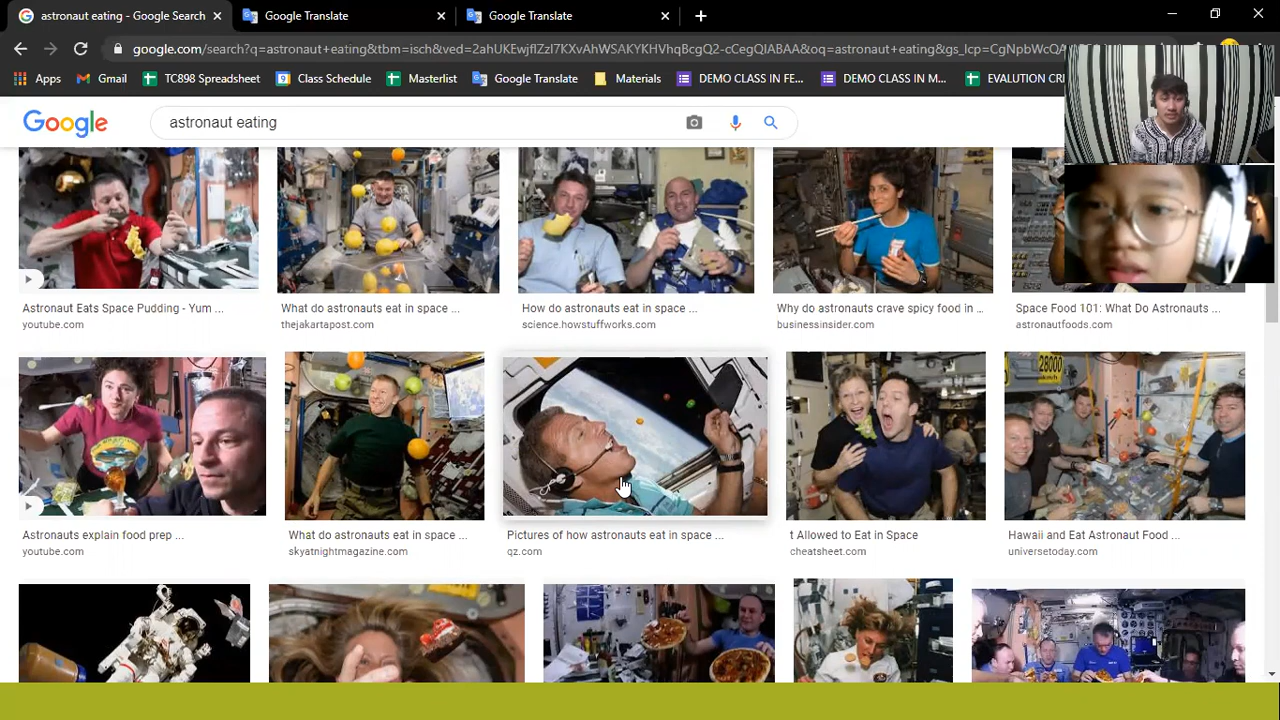 astronaut eating - Google Search
Google Translate
Google Translate
google.com/search?q=astronaut+eating&tbm=isch&ved=2ahUKEwjflZzl7KXvAhWSAKYKHVhqBcgQ2-cCegQIABAA&oq=astronaut+eating&gs_lcp=CgNpbWcQA
Apps
Gmail
TC898 Spreadsheet
Class Schedule
Masterlist
Google Translate
Materials
DEMO CLASS IN FE...
DEMO CLASS IN M...
EVALUTION CRI
Google
astronaut eating
Astronaut Eats Space Pudding - Yum ...
youtube.com
What do astronauts eat in space ...
thejakartapost.com
How do astronauts eat in space ...
science.howstuffworks.com
Why do astronauts crave spicy food in ...
businessinsider.com
Space Food 101: What Do Astronauts ...
astronautfoods.com
28000
Astronauts explain food prep ...
youtube.com
What do astronauts eat in space ...
skyatnightmagazine.com
Pictures of how astronauts eat in space ...
qz.com
t Allowed to Eat in Space
cheatsheet.com
Hawaii and Eat Astronaut Food ...
universetoday.com